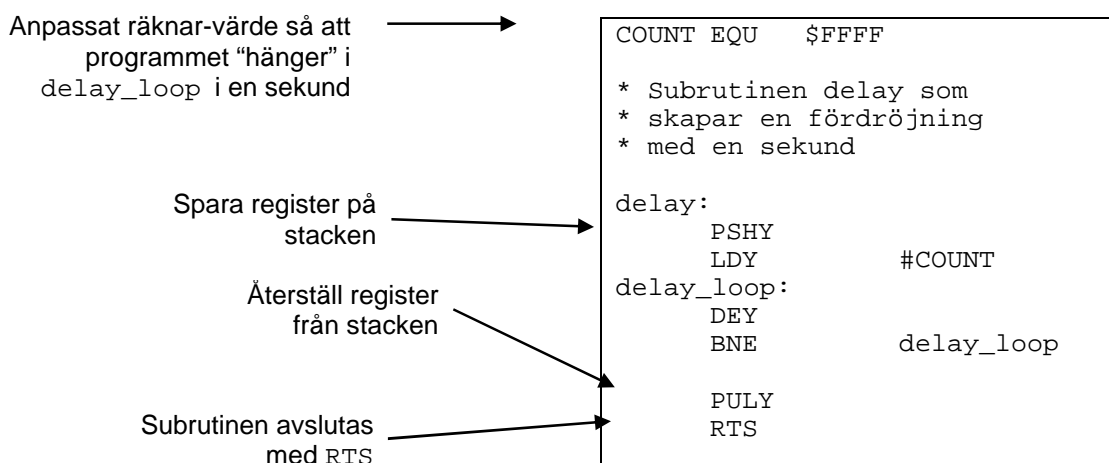 Anpassat räknar-värde så att
programmet “hänger” i
delay_loop i en sekund
Spara register på
stacken
Återställ register
från stacken
Subrutinen avslutas
med RTS
COUNT EQU $FFFF
* Subrutinen delay som
* skapar en fördröjning
* med en sekund
delay:
PSHY
LDY #COUNT
delay_loop:
DEY
BNE delay_loop
PULY
RTS